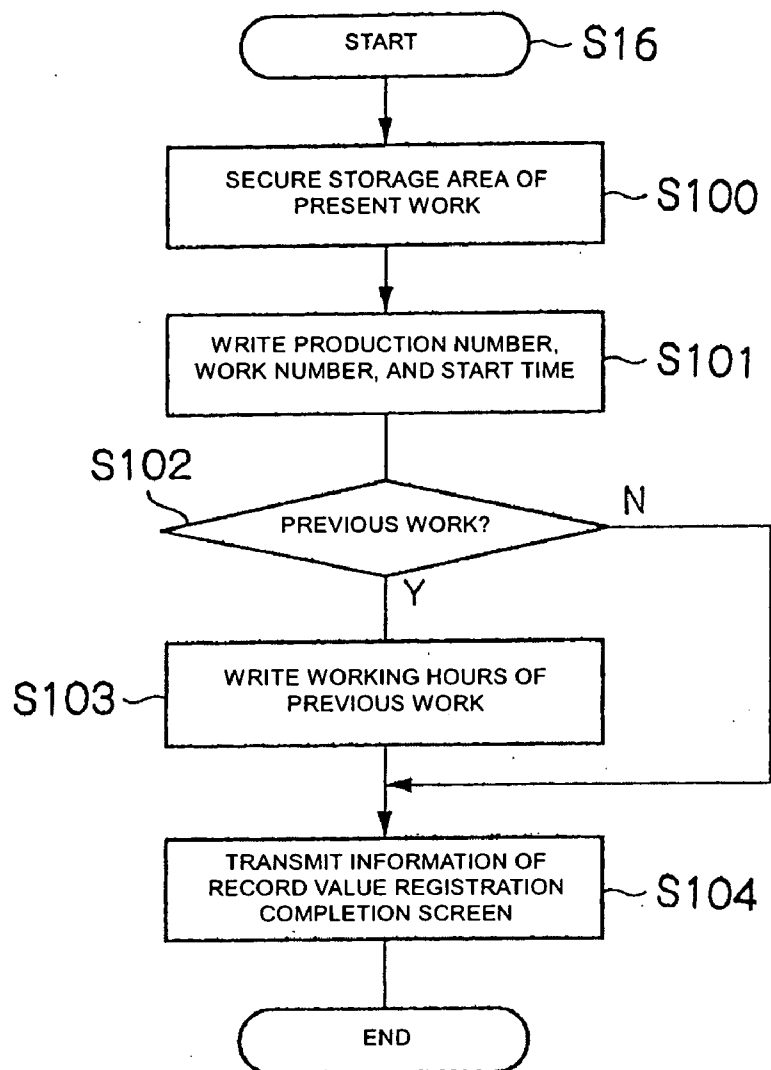 START
S16
SECURE STORAGE AREA OF
PRESENT WORK
S100
WRITE PRODUCTION NUMBER,
WORK NUMBER, AND START TIME
S101
S102
PREVIOUS WORK?
N
Y
WRITE WORKING HOURS OF
PREVIOUS WORK
S103
TRANSMIT INFORMATION OF
RECORD VALUE REGISTRATION
COMPLETION SCREEN
S104
END